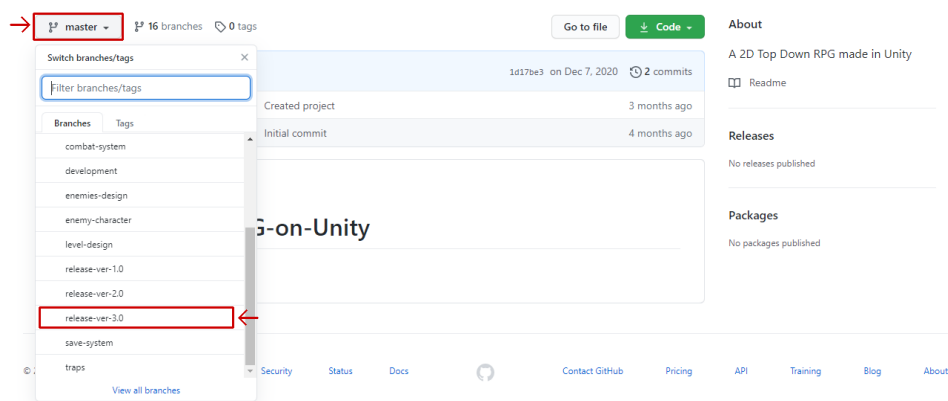 master
16 branches
0 tags
Go to file
Code
Switch branches/tags
Filter branches/tags
Branches
Tags
combat-system
development
enemies-design
enemy-character
level-design
release-ver-1.0
release-ver-2.0
release-ver-3.0
save-system
traps
View all branches
1d17be3 on Dec 7, 2020
2 commits
Created project
3 months ago
Initial commit
4 months ago
G-on-Unity
About
A 2D Top Down RPG made in Unity
Readme
Releases
No releases published
Packages
No packages published
©
Security
Status
Docs
Contact GitHub
Pricing
API
Training
Blog
About